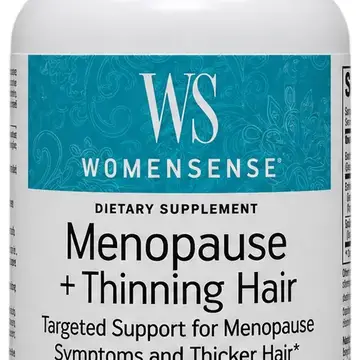 WS
WOMENSENSE®
DIETARY SUPPLEMENT
Menopause
+ Thinning Hair
Targeted Support for Menopause
Symptoms and Thicker Hair*